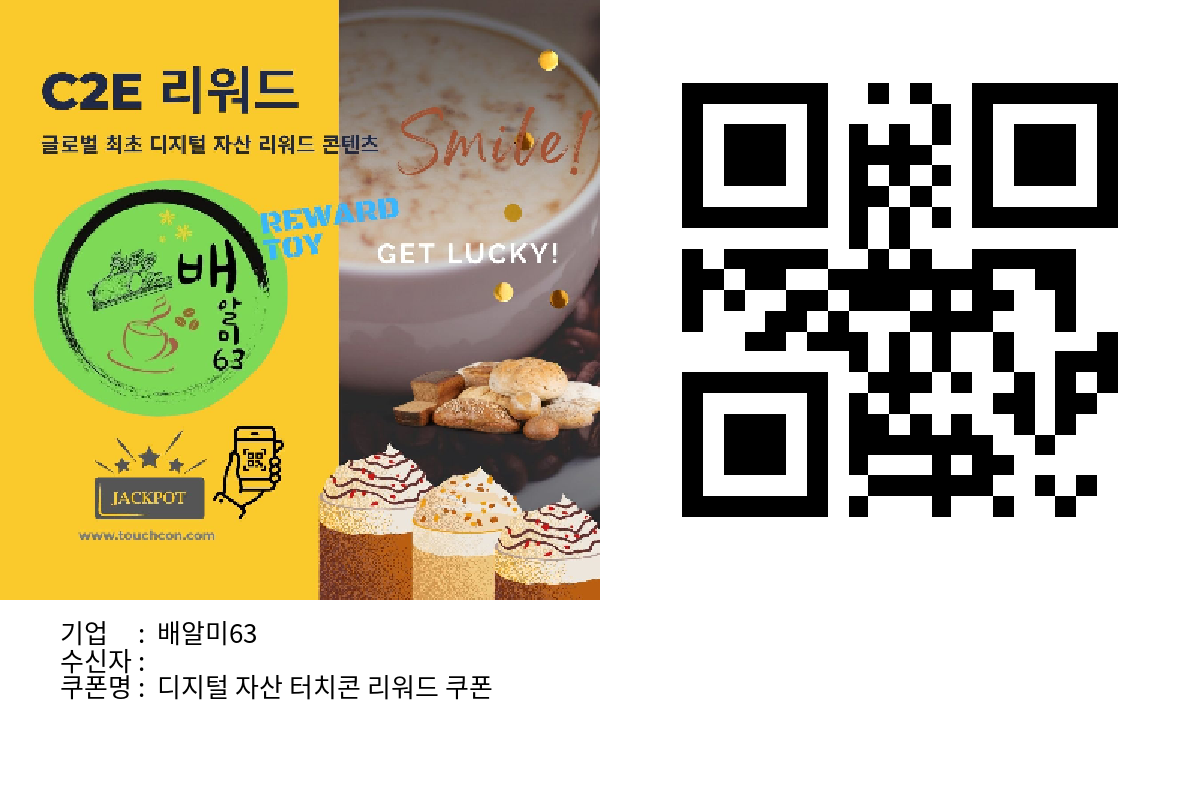 C2E 리워드
글로벌 최초 디지털 자산 리워드 콘텐츠
Smile!
REWARD
TOY
GET LUCKY!
배
알
미
63
JACKPOT
www.touchcon.com
기업 : 배알미63
수신자 :
쿠폰명 : 디지털 자산 터치콘 리워드 쿠폰